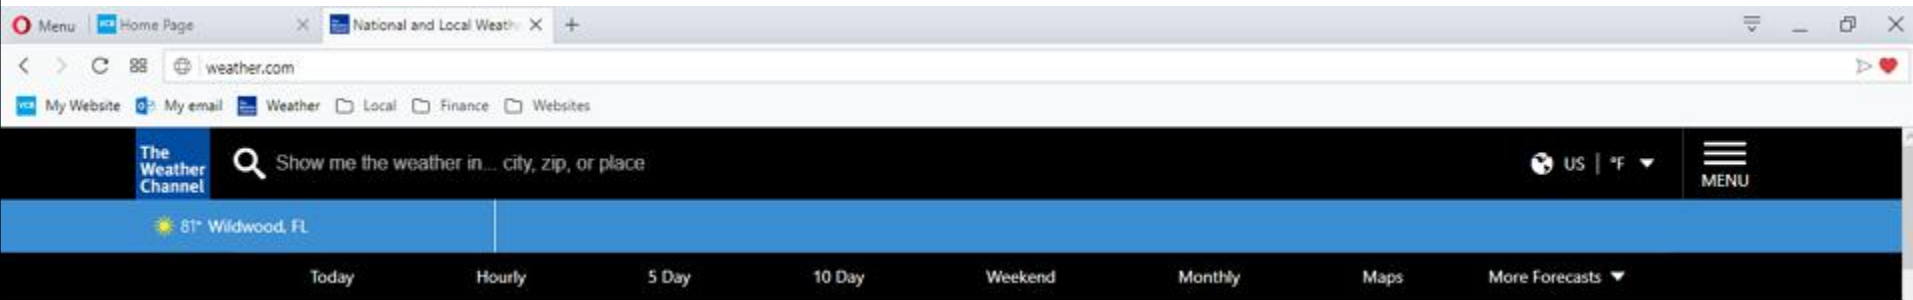 Menu Home Page National and Local Weath
weather.com
My Website My email Weather Local Finance Websites
The
Weather
Channel
Show me the weather in... city, zip, or place
US | °F
MENU
81° Wildwood, FL
Today Hourly 5 Day 10 Day Weekend Monthly Maps More Forecasts